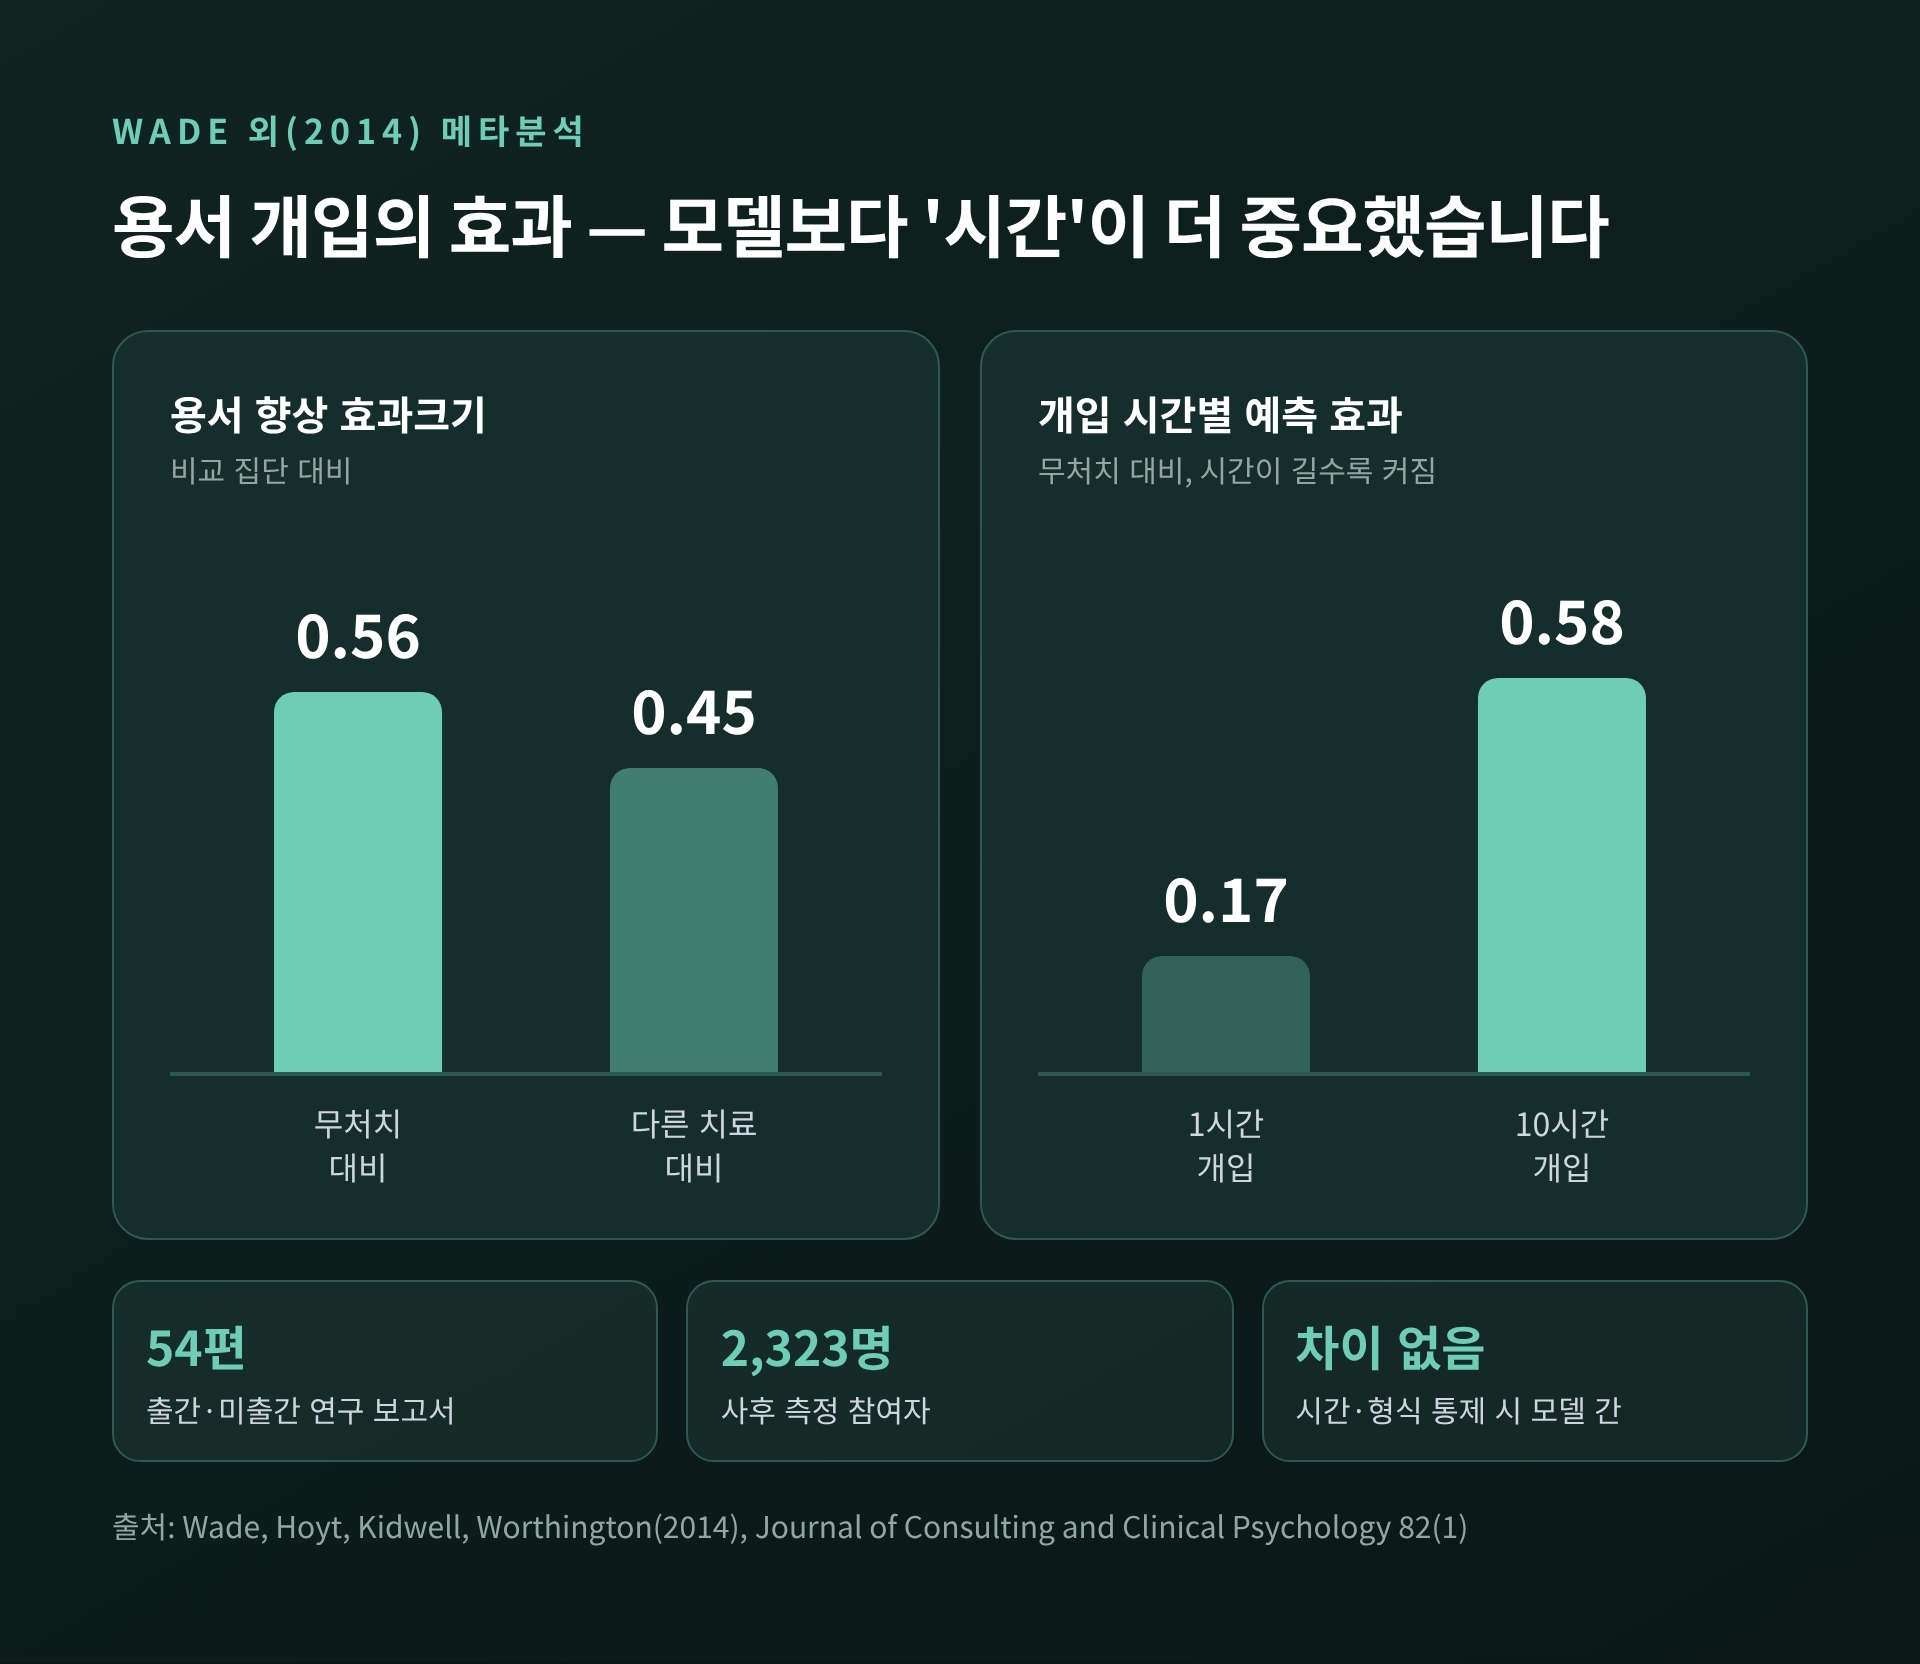 WADE 외(2014) 메타분석
용서 개입의 효과 — 모델보다 '시간'이 더 중요했습니다
용서 향상 효과크기
비교 집단 대비
0.56
0.45
무처치
대비
다른 치료
대비
개입 시간별 예측 효과
무처치 대비, 시간이 길수록 커짐
0.17
0.58
1시간
개입
10시간
개입
54편
출간·미출간 연구 보고서
2,323명
사후 측정 참여자
차이 없음
시간·형식 통제 시 모델 간
출처: Wade, Hoyt, Kidwell, Worthington(2014), Journal of Consulting and Clinical Psychology 82(1)